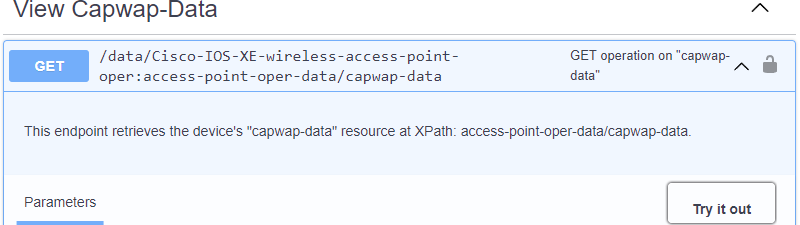 View Capwap-Data
GET
/data/Cisco-IOS-XE-wireless-access-point-
oper:access-point-oper-data/capwap-data
GET operation on "capwap-
data"
This endpoint retrieves the device's "capwap-data" resource at XPath: access-point-oper-data/capwap-data.
Parameters
Try it out